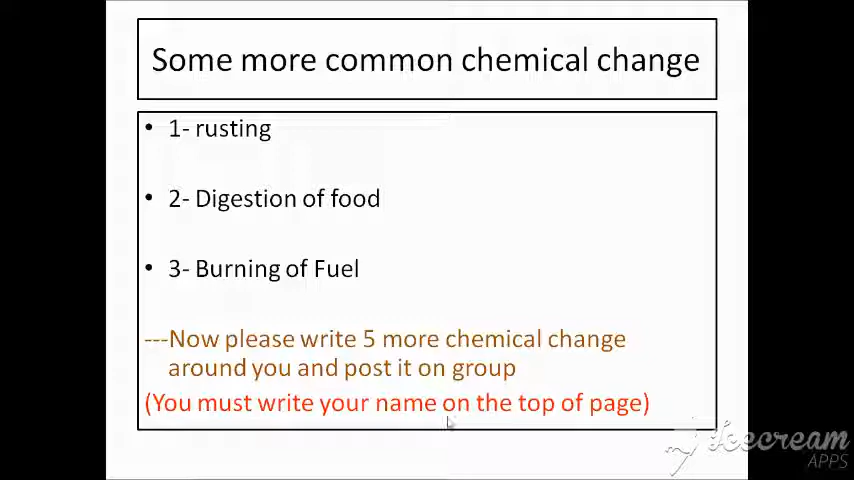 Some more common chemical change
• 1- rusting
• 2- Digestion of food
• 3- Burning of Fuel
---Now please write 5 more chemical change
around you and post it on group
(You must write your name on the top of page)
Icecream
APPS